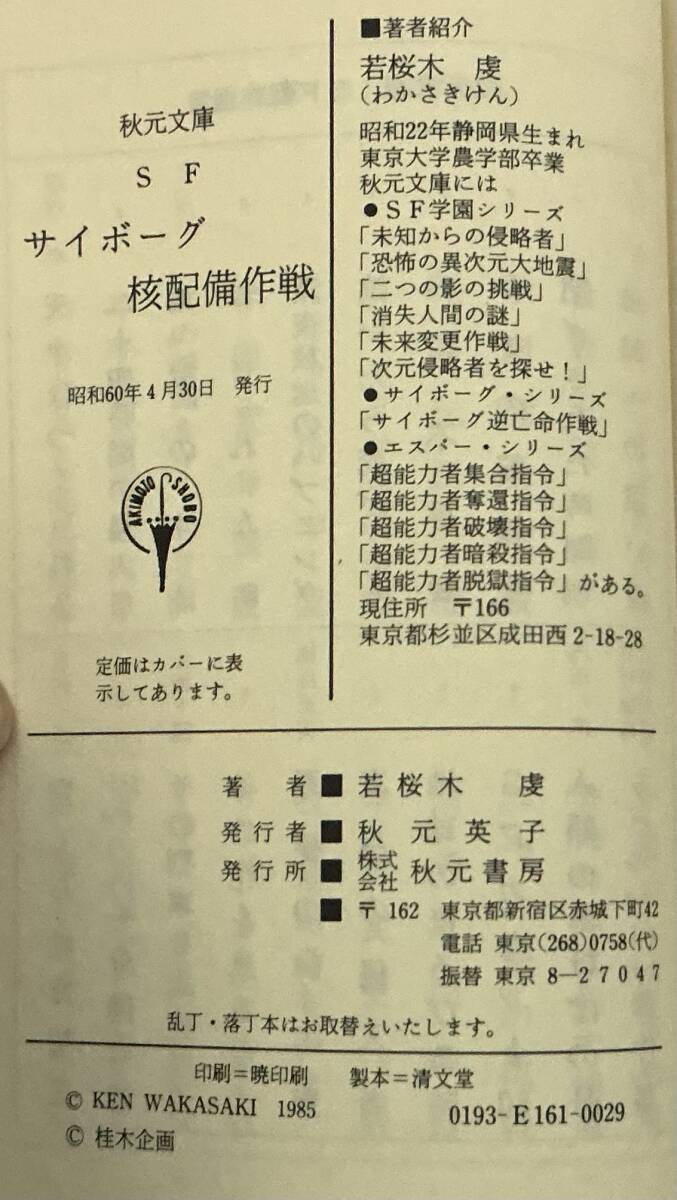 ■著者紹介
若桜木　虔
（わかさきけん）
昭和22年静岡県生まれ
東京大学農学部卒業
秋元文庫には
●ＳＦ学園シリーズ
「未知からの侵略者」
「恐怖の異次元大地震」
「二つの影の挑戦」
「消失人間の謎」
「未来変更作戦」
「次元侵略者を探せ！」
●サイボーグ・シリーズ
「サイボーグ逆亡命作戦」
●エスパー・シリーズ
「超能力者集合指令」
「超能力者奪還指令」
「超能力者破壊指令」
「超能力者暗殺指令」
「超能力者脱獄指令」がある。
現住所　〒166
東京都杉並区成田西2-18-28
秋元文庫
ＳＦ
サイボーグ
核配備作戦
昭和60年4月30日　発行
AKIMOTO SHOBO
定価はカバーに表
示してあります。
著者■若桜木　虔
発行者■秋元英子
発行所■株式会社秋元書房
■〒162　東京都新宿区赤城下町42
電話　東京(268)0758(代)
振替　東京　8―27047
乱丁・落丁本はお取替えいたします。
印刷＝暁印刷　製本＝清文堂
© KEN WAKASAKI 1985
© 桂木企画
0193-E161-0029